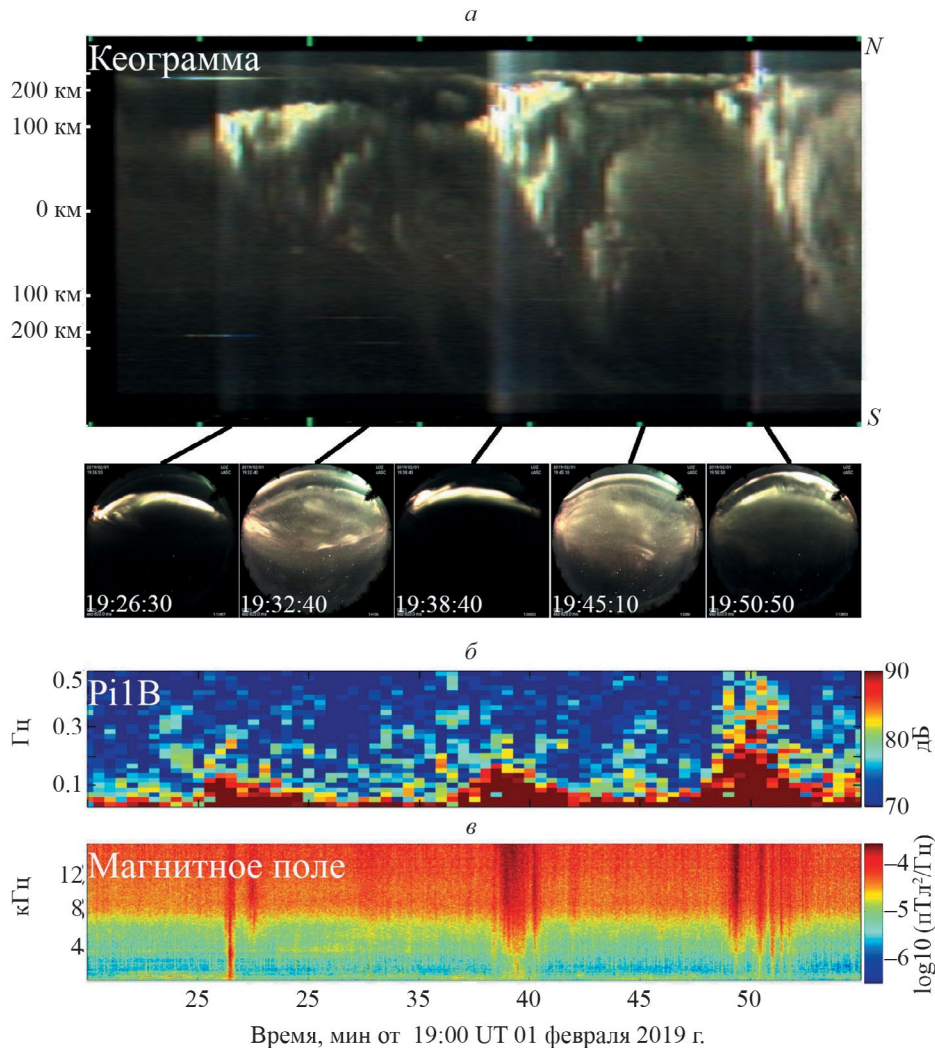 а
Кеограмма
N
200 км
100 км
0 км
100 км
200 км
S
19:26:30
19:32:40
19:38:40
19:45:10
19:50:50
б
Pi1B
Гц
0.5
0.3
0.1
90
80
70
дБ
в
Магнитное поле
кГц
12
8
4
–4
–5
–6
log10 (пТл²/Гц)
25 25 40 45 50
Время, мин от 19:00 UT 01 февраля 2019 г.